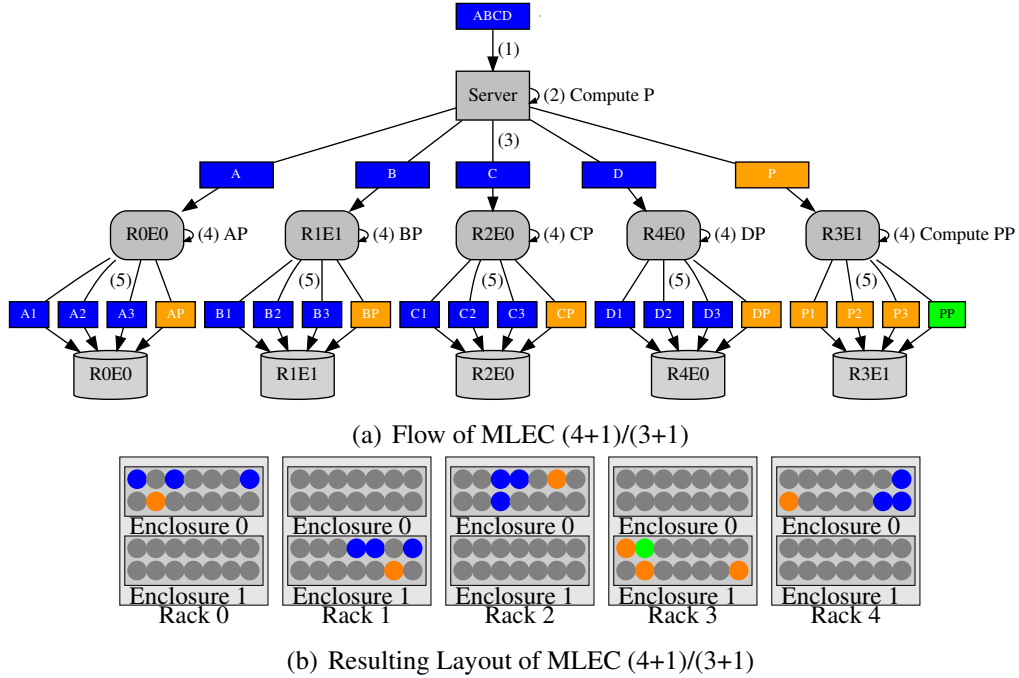 ABCD
(1)
Server (2) Compute P
(3)
A B C D P
R0E0 (4) AP R1E1 (4) BP R2E0 (4) CP R4E0 (4) DP R3E1 (4) Compute PP
(5) (5) (5) (5) (5)
A1 A2 A3 AP B1 B2 B3 BP C1 C2 C3 CP D1 D2 D3 DP P1 P2 P3 PP
R0E0 R1E1 R2E0 R4E0 R3E1
(a) Flow of MLEC (4+1)/(3+1)
Enclosure 0 Enclosure 0 Enclosure 0 Enclosure 0 Enclosure 0
Enclosure 1 Enclosure 1 Enclosure 1 Enclosure 1 Enclosure 1
Rack 0 Rack 1 Rack 2 Rack 3 Rack 4
(b) Resulting Layout of MLEC (4+1)/(3+1)